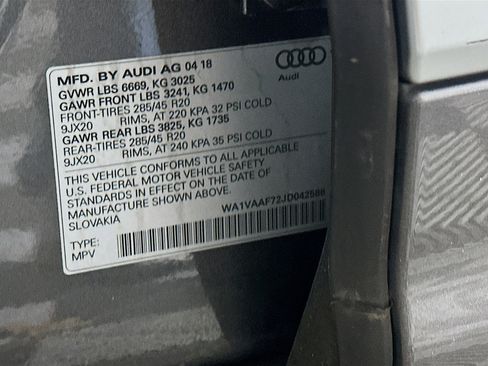 MFD. BY AUDI AG 04 18
GVWR LBS 6669, KG 3025
GAWR FRONT LBS 3241, KG 1470
FRONT-TIRES 285/45 R20
9JX20 RIMS, AT 220 KPA 32 PSI COLD
GAWR REAR LBS 3825, KG 1735
REAR-TIRES 285/45 R20
9JX20 RIMS, AT 240 KPA 35 PSI COLD
THIS VEHICLE CONFORMS TO ALL APPLICABLE
U.S. FEDERAL MOTOR VEHICLE SAFETY
STANDARDS IN EFFECT ON THE DATE OF
MANUFACTURE SHOWN ABOVE.
SLOVAKIA
WA1VAAF72JD042586
TYPE:
MPV
Audi